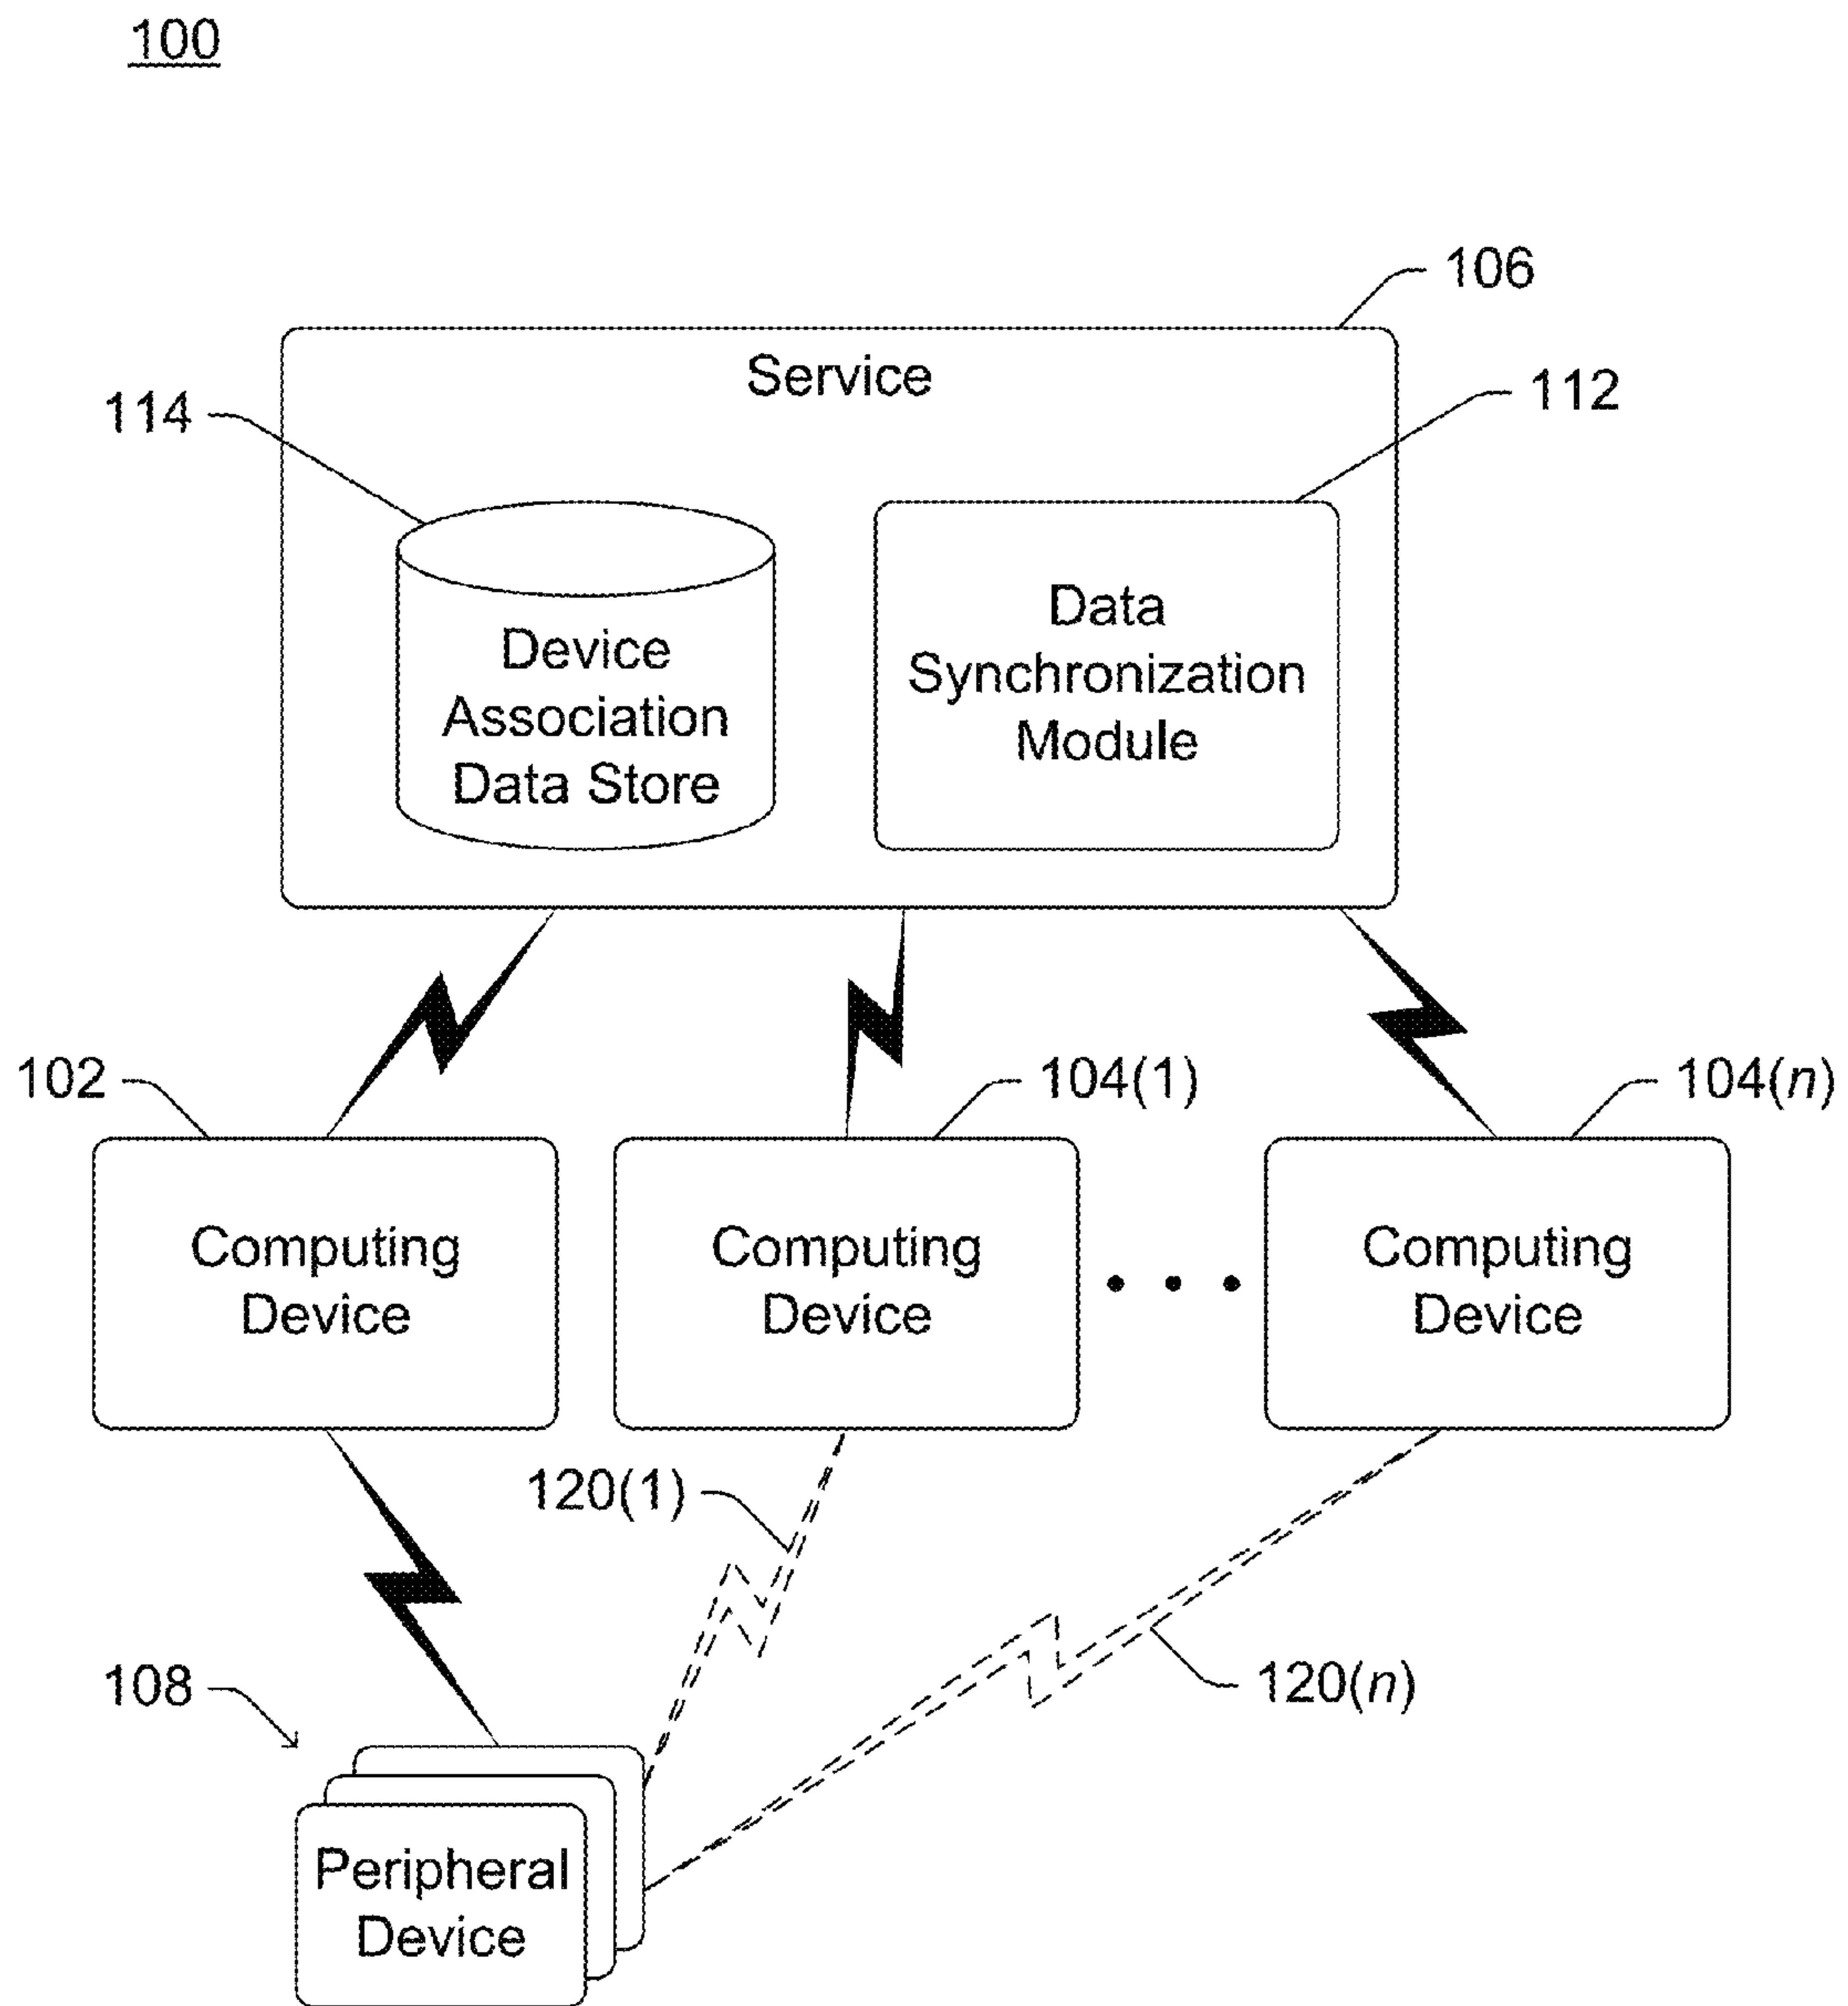 100
106
Service
114
112
Device
Association
Data Store
Data
Synchronization
Module
102
104(1)
104(n)
Computing
Device
Computing
Device
Computing
Device
120(1)
120(n)
108
Peripheral
Device